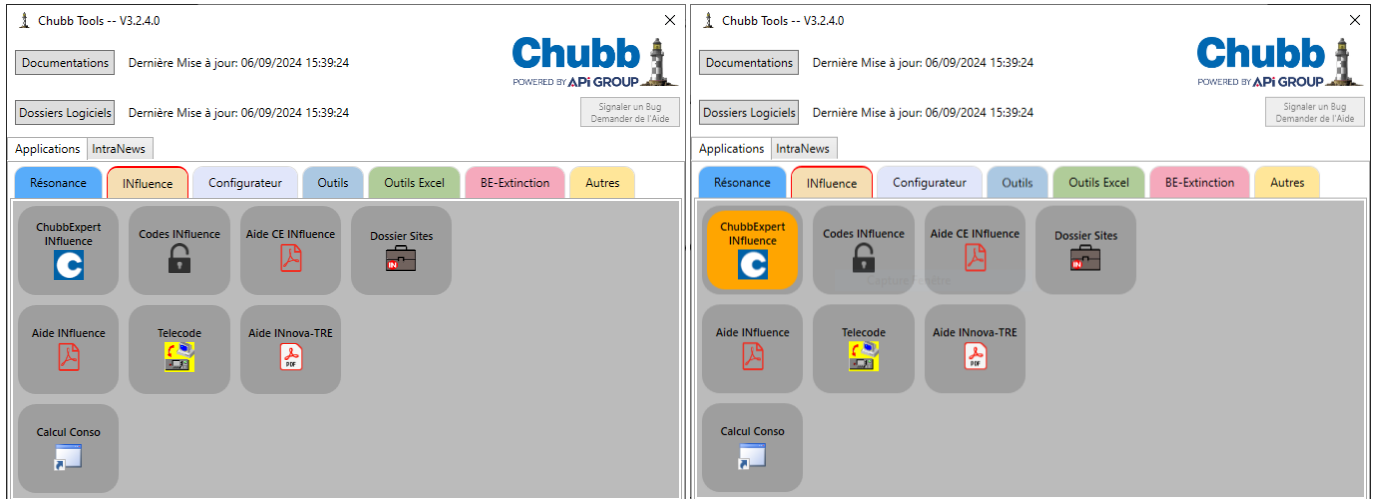 Chubb Tools -- V3.2.4.0
Documentations Dernière Mise à jour: 06/09/2024 15:39:24
Chubb
POWERED BY APi GROUP
Dossiers Logiciels Dernière Mise à jour: 06/09/2024 15:39:24
Signaler un Bug
Demander de l'Aide
Applications IntraNews
Résonance INfluence Configurateur Outils Outils Excel BE-Extinction Autres
ChubbExpert
INfluence
C
Codes INfluence
Aide CE INfluence
Dossier Sites
IN
Aide INfluence
Telecode
Aide INnova-TRE
PDF
Calcul Conso
Chubb Tools -- V3.2.4.0
Documentations Dernière Mise à jour: 06/09/2024 15:39:24
Chubb
POWERED BY APi GROUP
Dossiers Logiciels Dernière Mise à jour: 06/09/2024 15:39:24
Signaler un Bug
Demander de l'Aide
Applications IntraNews
Résonance INfluence Configurateur Outils Outils Excel BE-Extinction Autres
ChubbExpert
INfluence
C
Codes INfluence
Aide CE INfluence
Dossier Sites
IN
Aide INfluence
Telecode
Aide INnova-TRE
PDF
Calcul Conso